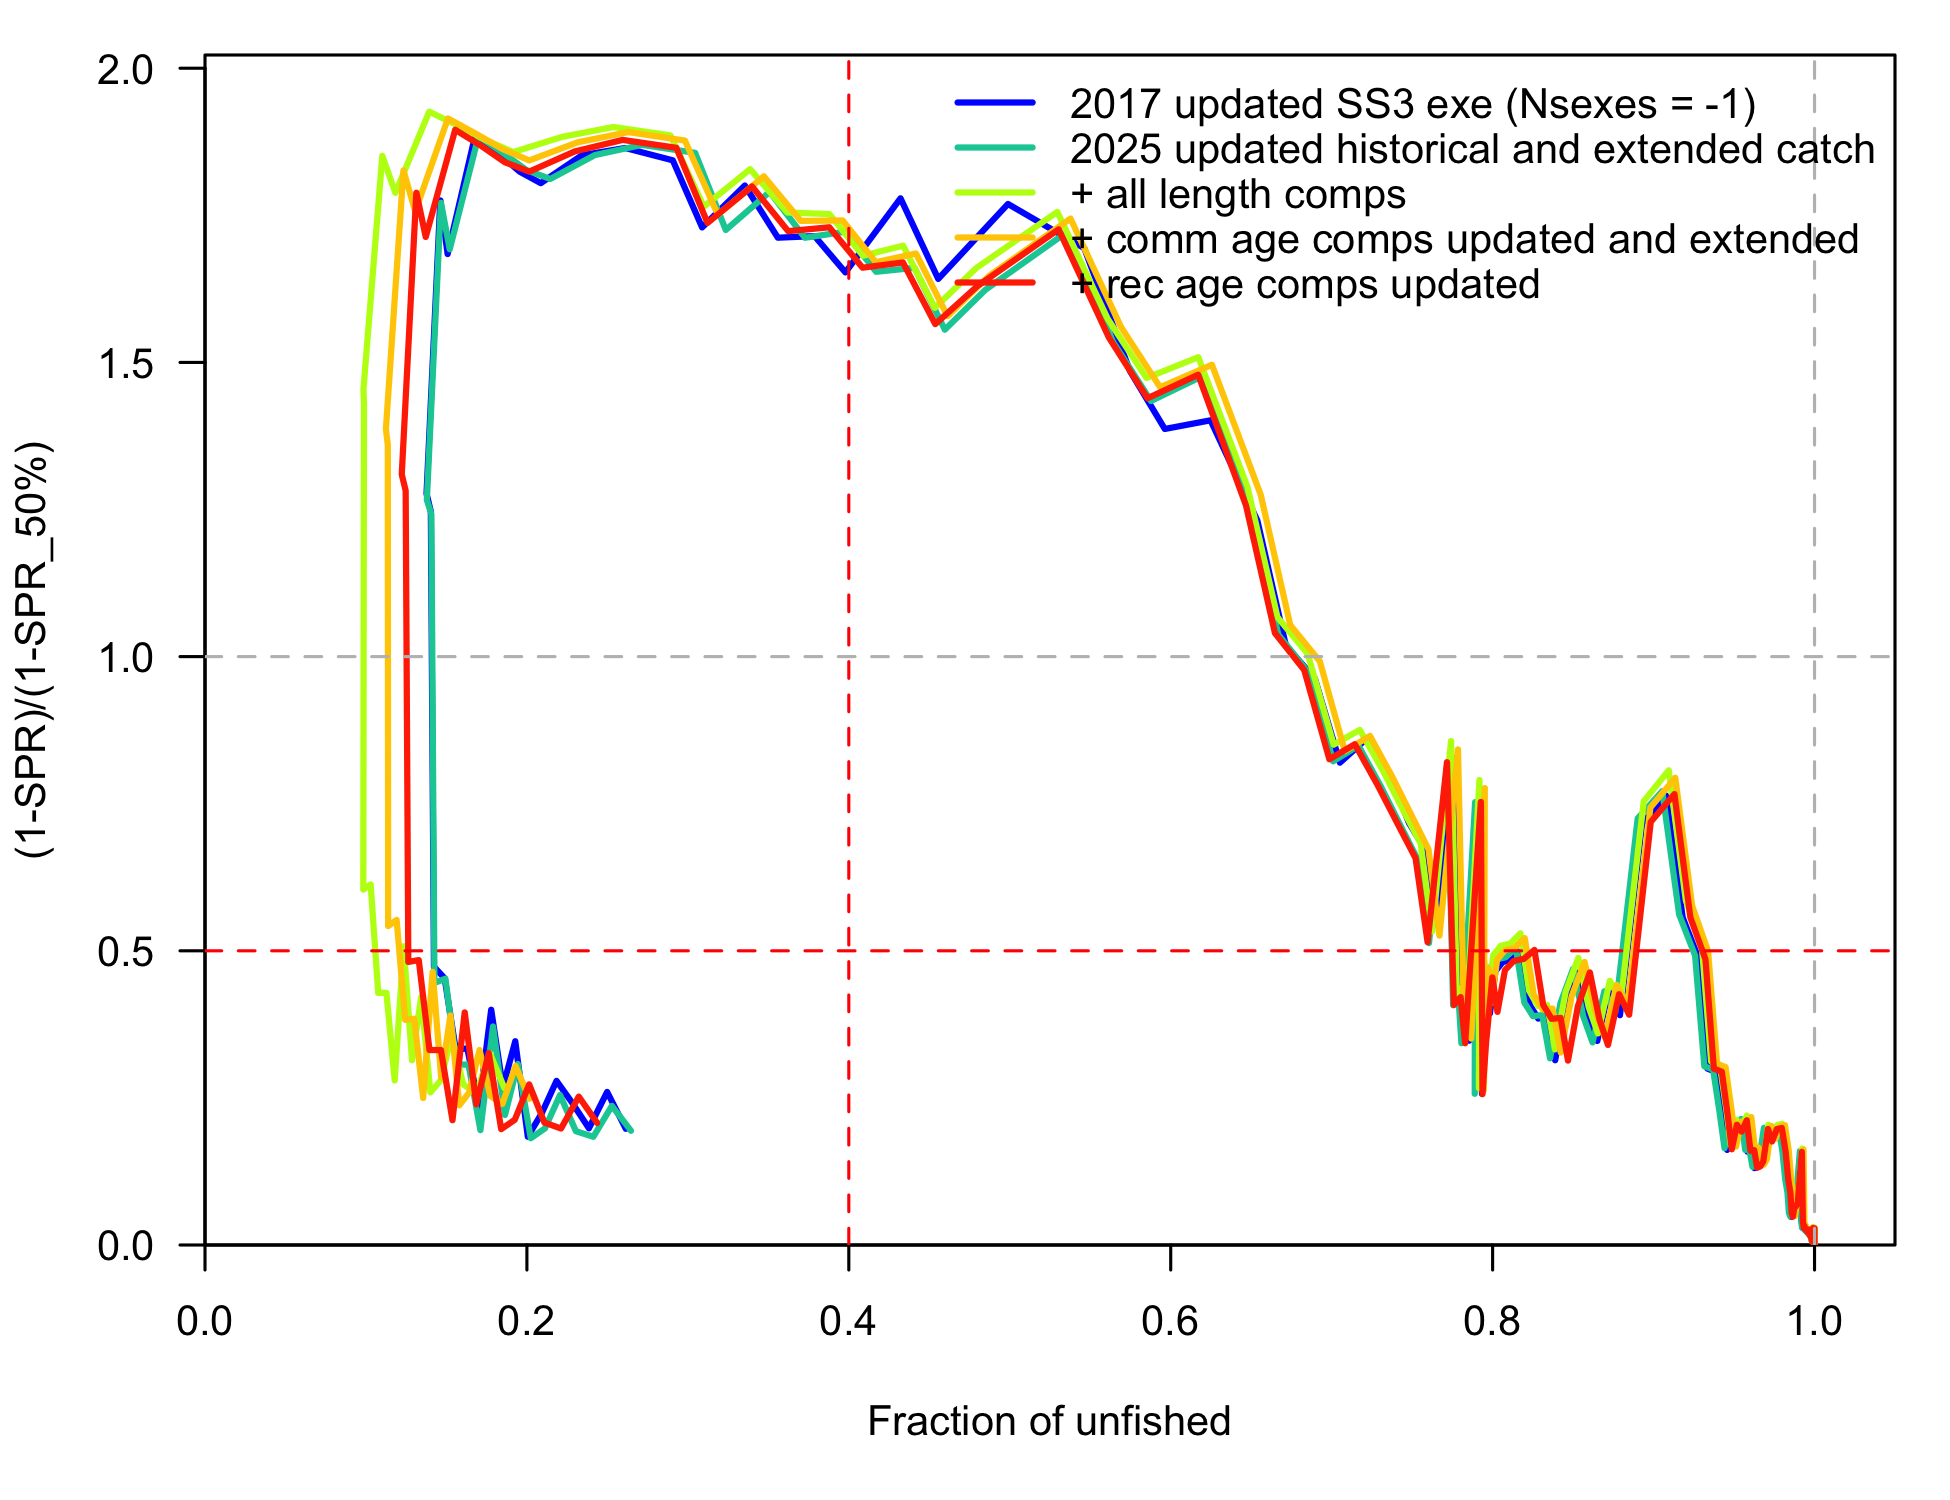 2.0
1.5
1.0
0.5
0.0
(1-SPR)/(1-SPR_50%)
2017 updated SS3 exe (Nsexes = -1)
2025 updated historical and extended catch
+ all length comps
+ comm age comps updated and extended
+ rec age comps updated
0.0 0.2 0.4 0.6 0.8 1.0
Fraction of unfished